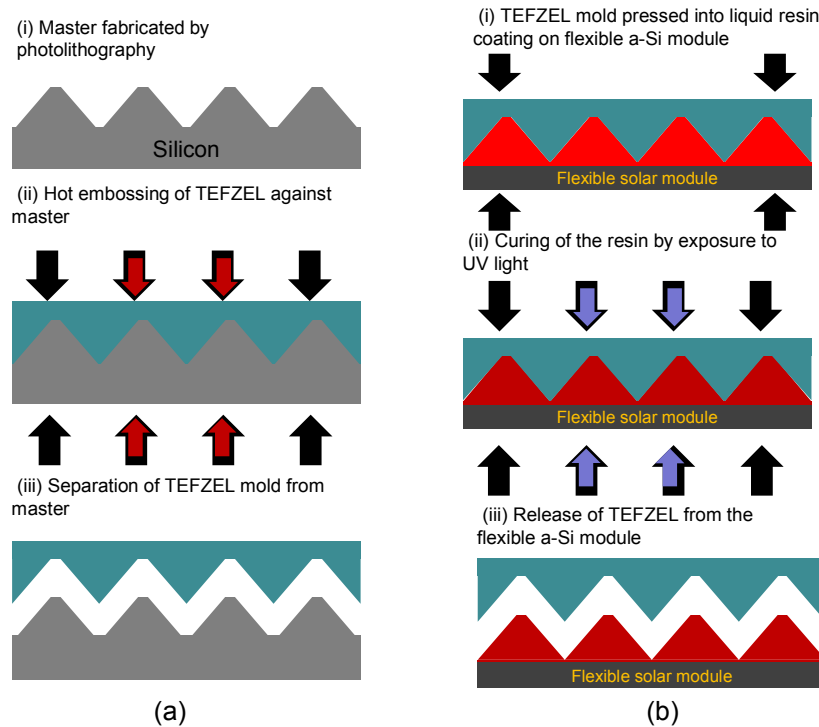 (i) Master fabricated by
photolithography
Silicon
(ii) Hot embossing of TEFZEL against
master
(iii) Separation of TEFZEL mold from
master
(a)
(i) TEFZEL mold pressed into liquid resin
coating on flexible a-Si module
Flexible solar module
(ii) Curing of the resin by exposure to
UV light
Flexible solar module
(iii) Release of TEFZEL from the
flexible a-Si module
Flexible solar module
(b)